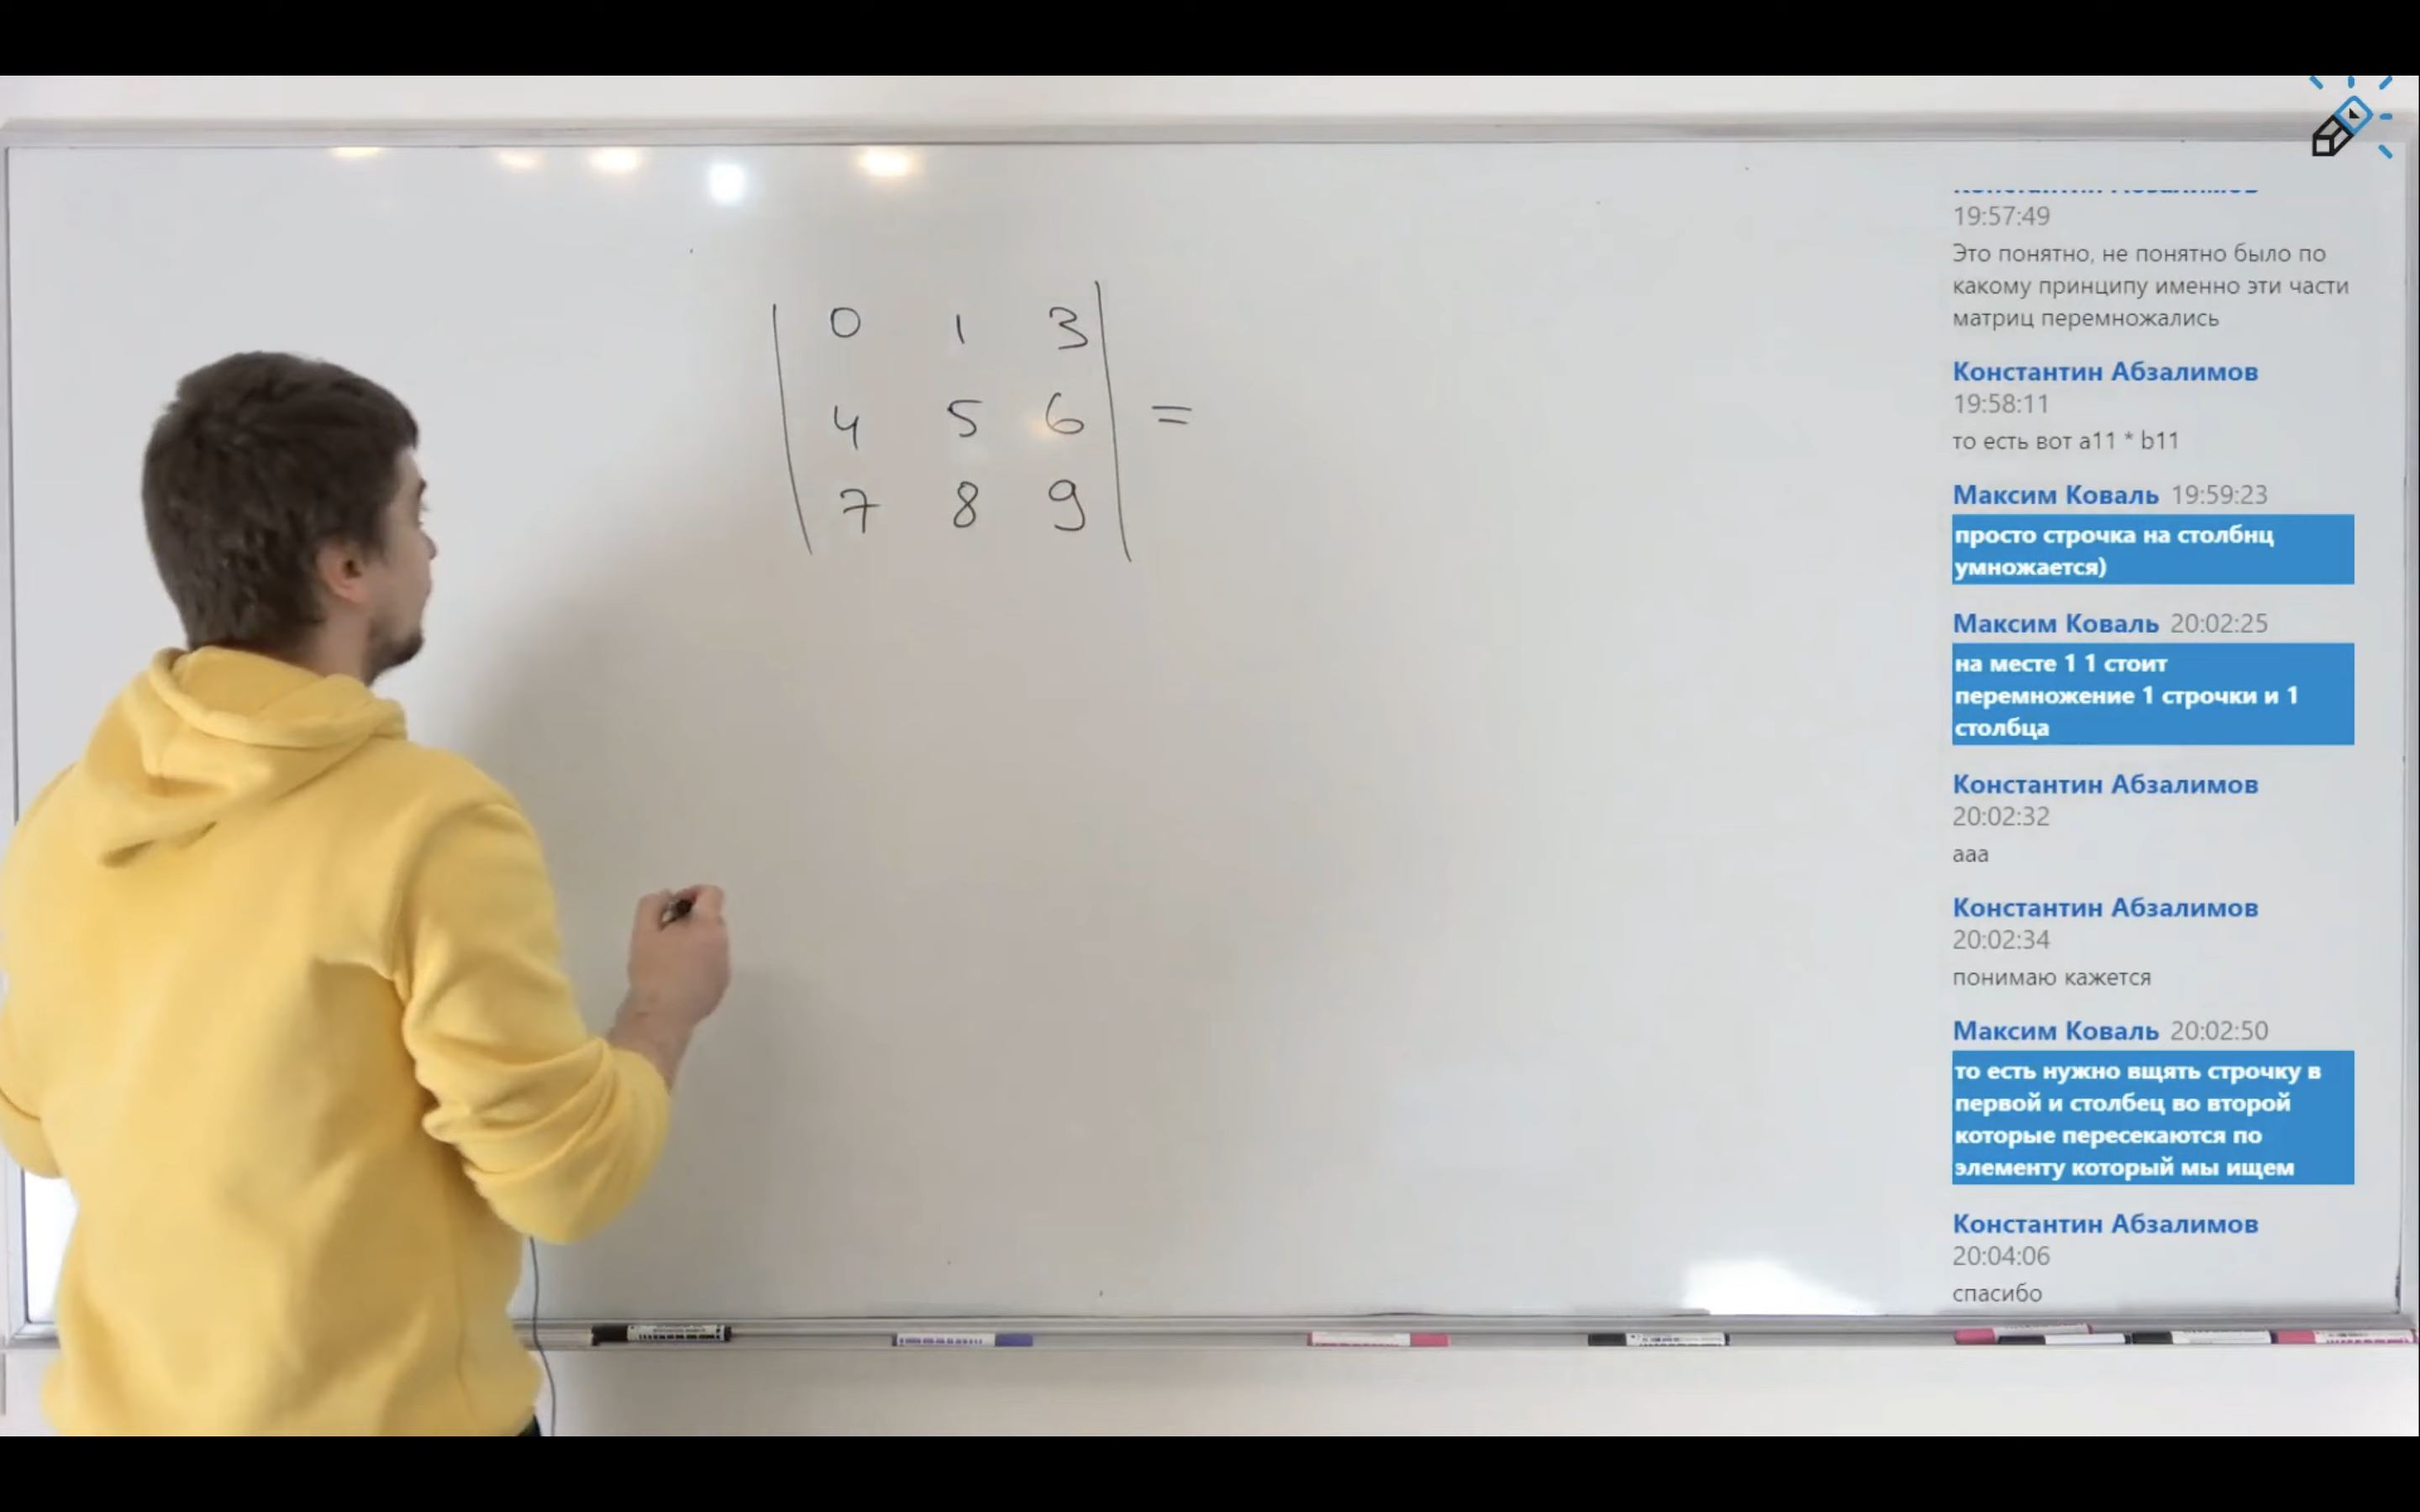 0 1 3
4 5 6 =
7 8 9
19:57:49
Это понятно, не понятно было по
какому принципу именно эти части
матриц перемножались
Константин Абзалимов
19:58:11
то есть вот a11 * b11
Максим Коваль 19:59:23
просто строчка на столбнц
умножается)
Максим Коваль 20:02:25
на месте 1 1 стоит
перемножение 1 строчки и 1
столбца
Константин Абзалимов
20:02:32
ааа
Константин Абзалимов
20:02:34
понимаю кажется
Максим Коваль 20:02:50
то есть нужно вщять строчку в
первой и столбец во второй
которые пересекаются по
элементу который мы ищем
Константин Абзалимов
20:04:06
спасибо